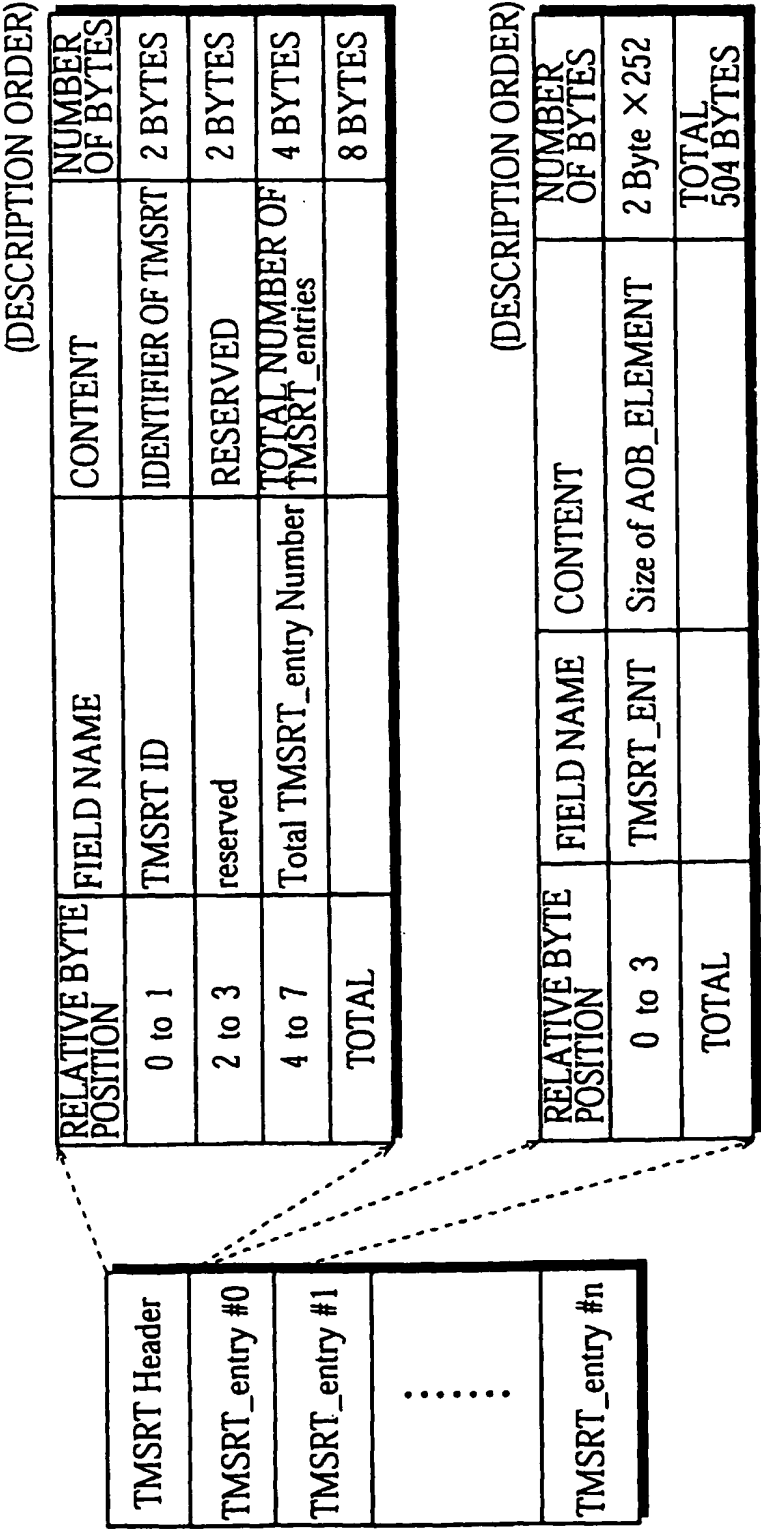 TMSRT Header
TMSRT_entry #0
TMSRT_entry #1
.......
TMSRT_entry #n
(DESCRIPTION ORDER)
RELATIVE BYTE POSITION FIELD NAME CONTENT NUMBER OF BYTES
0 to 1 TMSRT ID IDENTIFIER OF TMSRT 2 BYTES
2 to 3 reserved RESERVED 2 BYTES
4 to 7 Total TMSRT_entry Number TOTAL NUMBER OF TMSRT_entries 4 BYTES
TOTAL 8 BYTES
(DESCRIPTION ORDER)
RELATIVE BYTE POSITION FIELD NAME CONTENT NUMBER OF BYTES
0 to 3 TMSRT_ENT Size of AOB_ELEMENT 2 Byte ×252
TOTAL TOTAL 504 BYTES